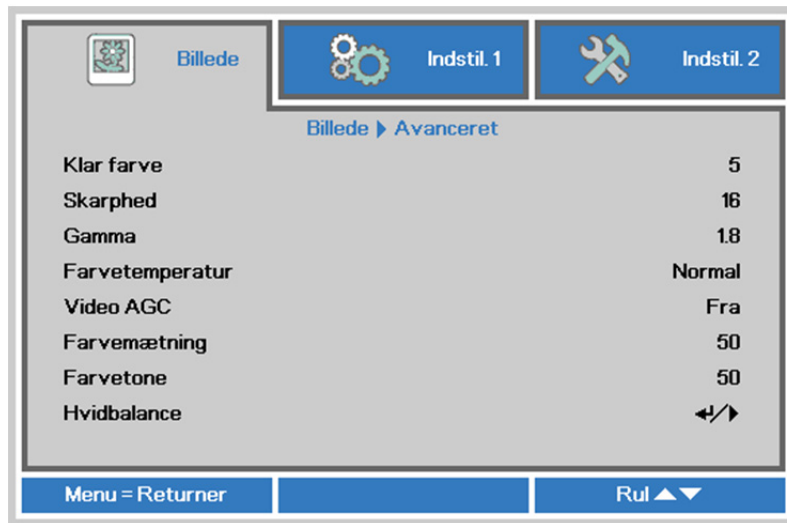 Billede
Indstil. 1
Indstil. 2
Billede ▶ Avanceret
Klar farve 5
Skarphed 16
Gamma 1.8
Farvetemperatur Normal
Video AGC Fra
Farvemætning 50
Farvetone 50
Hvidbalance ↵/▶
Menu = Returner
Rul ▲▼